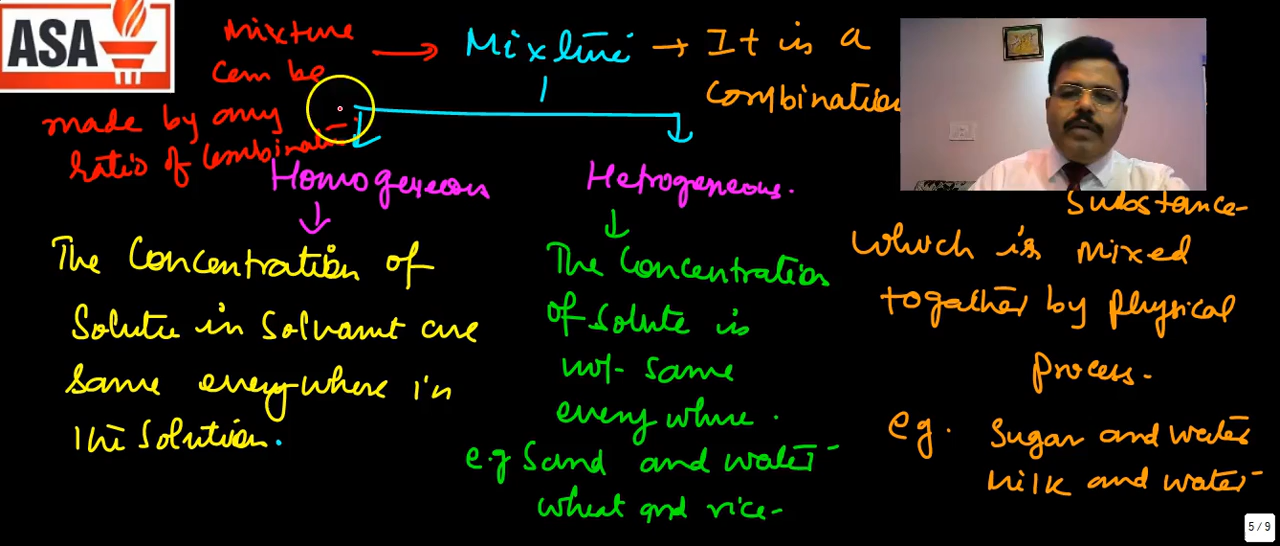 ASA
Mixture
can be
made by any
ratio of Combinati
Mixture
It is a
Combination
Substance
which is mixed
together by physical
process.
eg. Sugar and water
Milk and water
Homogeneous
The Concentration of
Solute in Solvant are
same everywhere in
the Solution.
Hetrogeneous.
The Concentration
of Solute is
not same
everywhere.
e.g Sand and water
wheat and rice
5/9